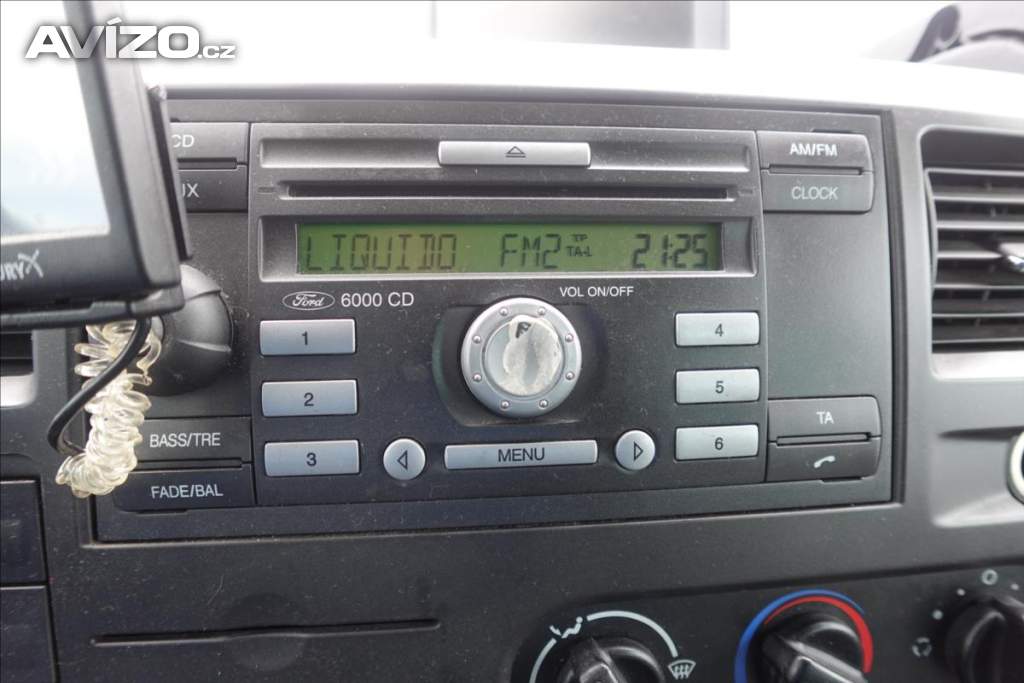 AVÍZO.cz
CD
AM/FM
UX
CLOCK
LIQUIDO FM2 TP TA-L 21:25
Ford 6000 CD
VOL ON/OFF
1
4
2
5
3
6
BASS/TRE
MENU
TA
FADE/BAL